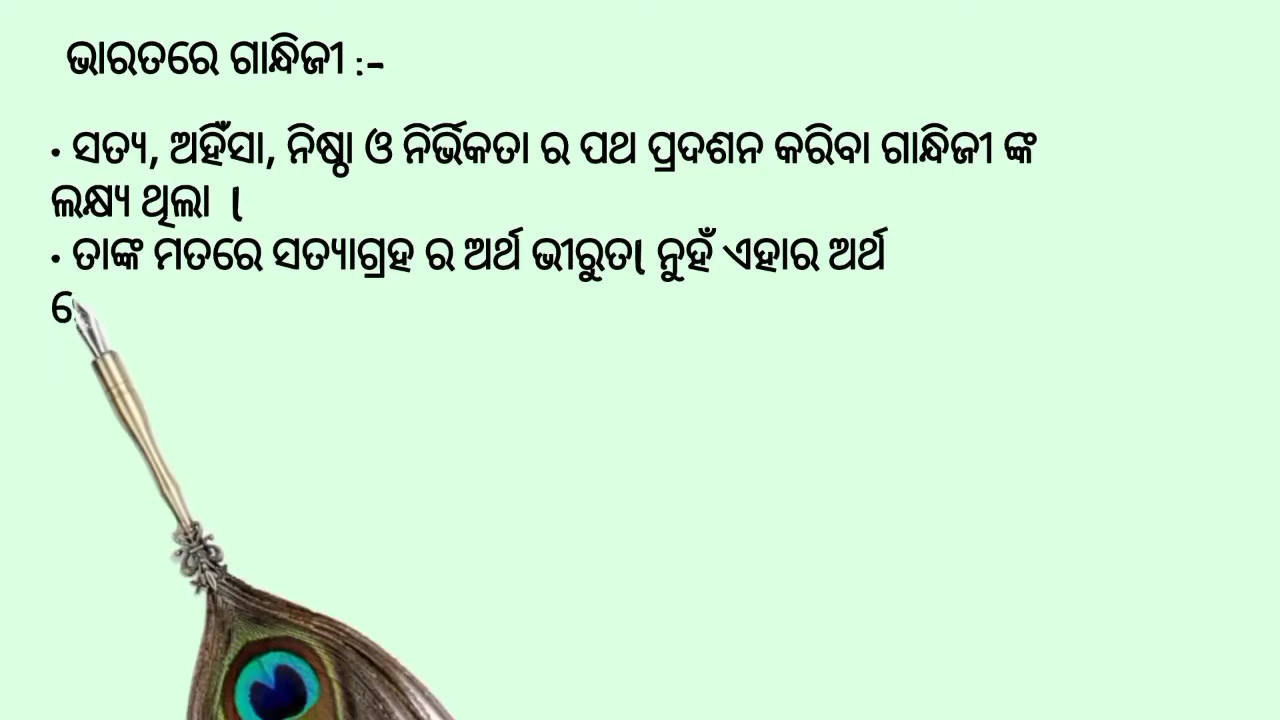 ଭାରତରେ ଗାନ୍ଧିଜୀ :-
• ସତ୍ୟ, ଅହିଁସା, ନିଷ୍ଠା ଓ ନିର୍ଭିକତା ର ପଥ ପ୍ରଦଶନ କରିବା ଗାନ୍ଧିଜୀ ଙ୍କ
ଲକ୍ଷ୍ୟ ଥିଲା ।
• ତାଙ୍କ ମତରେ ସତ୍ୟାଗ୍ରହ ର ଅର୍ଥ ଭୀରୁତା ନୁହଁ ଏହାର ଅର୍ଥ